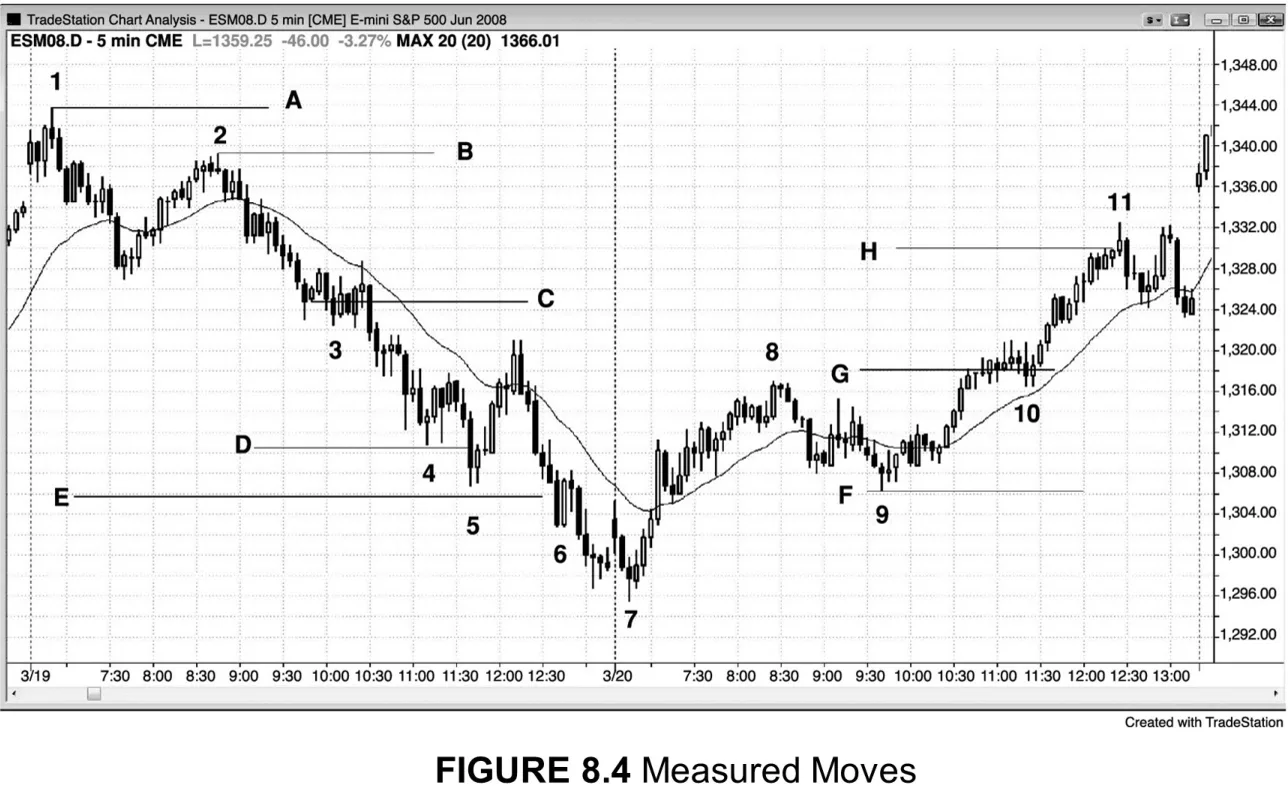 TradeStation Chart Analysis - ESM08.D 5 min [CME] E-mini S&P 500 Jun 2008
ESM08.D - 5 min CME L=1359.25 -46.00 -3.27% MAX 20 (20) 1366.01
1,348.00
1
A
1,344.00
2
B
1,340.00
1,336.00
11
1,332.00
H
1,328.00
C
1,324.00
3
8
1,320.00
G
1,316.00
10
1,312.00
D
4
1,308.00
E
F
9
5
1,304.00
6
1,300.00
7
1,296.00
1,292.00
3/19 7:30 8:00 8:30 9:00 9:30 10:00 10:30 11:00 11:30 12:00 12:30 3/20 7:30 8:00 8:30 9:00 9:30 10:00 10:30 11:00 11:30 12:00 12:30 13:00
Created with TradeStation
FIGURE 8.4 Measured Moves